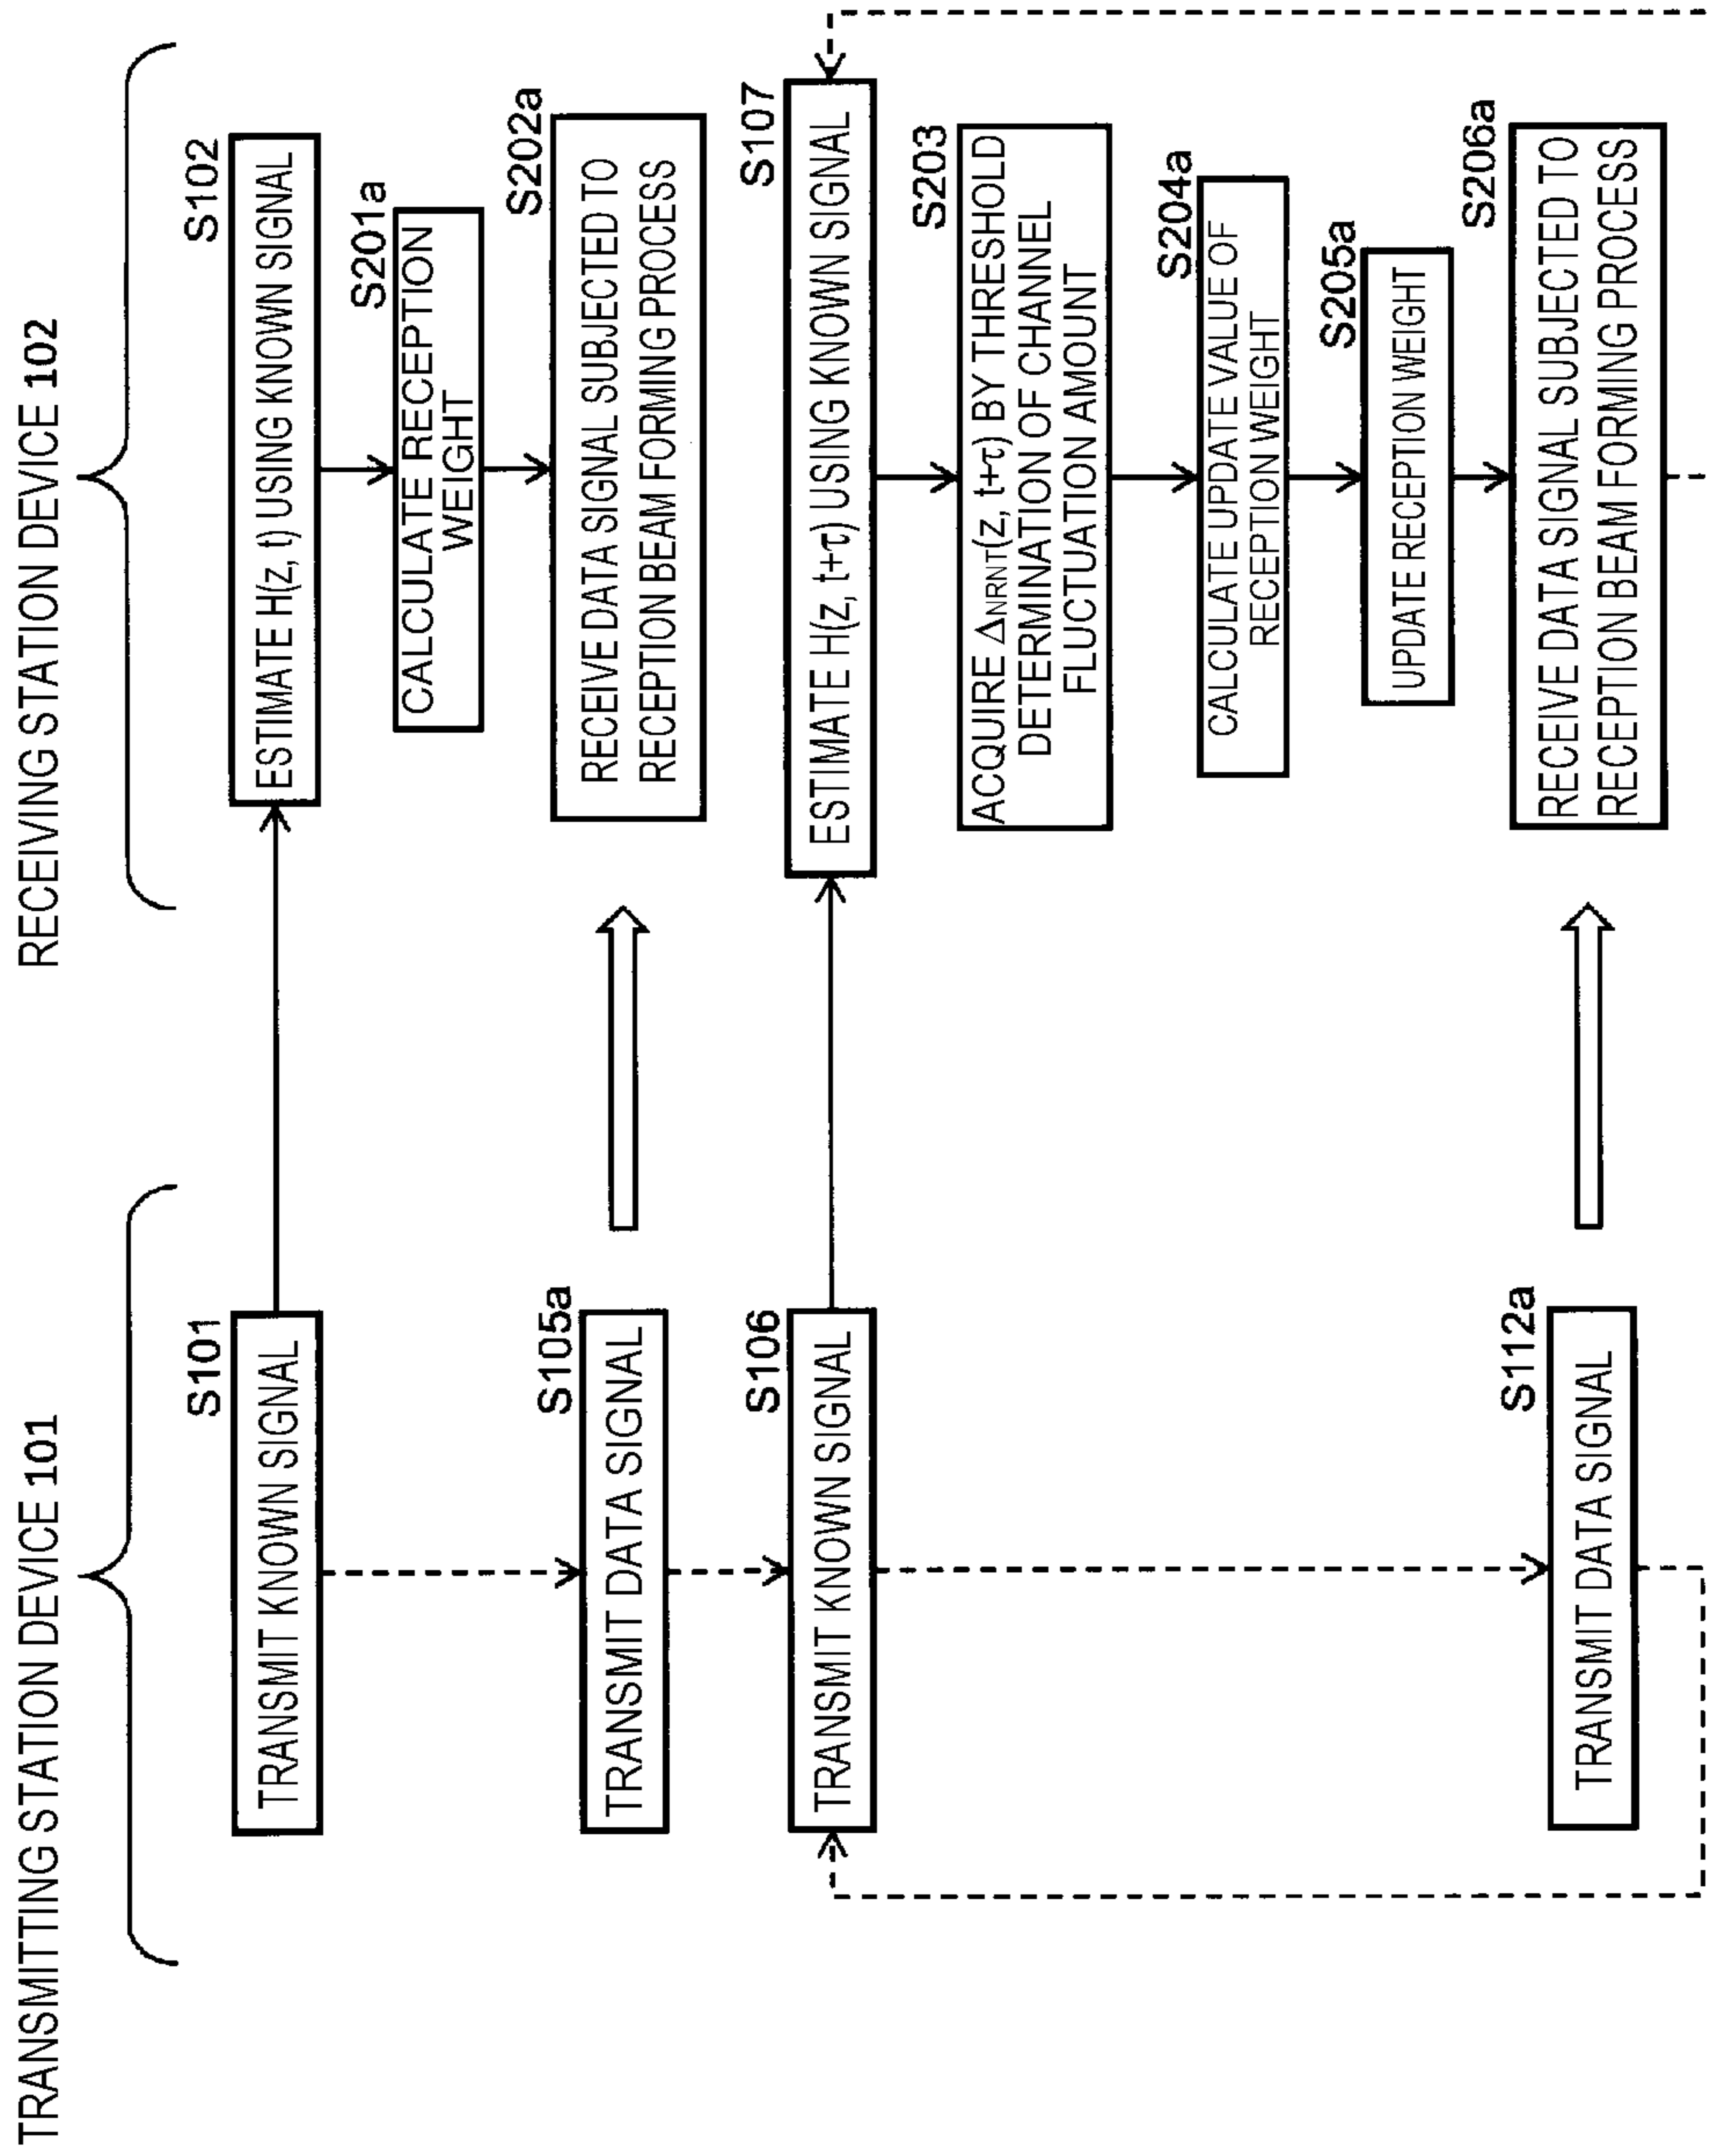 TRANSMITTING STATION DEVICE 101
RECEIVING STATION DEVICE 102
S101
TRANSMIT KNOWN SIGNAL
S102
ESTIMATE H(z, t) USING KNOWN SIGNAL
S201a
CALCULATE RECEPTION
WEIGHT
S105a
TRANSMIT DATA SIGNAL
S202a
RECEIVE DATA SIGNAL SUBJECTED TO
RECEPTION BEAM FORMING PROCESS
S106
TRANSMIT KNOWN SIGNAL
S107
ESTIMATE H(z, t+τ) USING KNOWN SIGNAL
S203
ACQUIRE ΔNRNT(z, t+τ) BY THRESHOLD
DETERMINATION OF CHANNEL
FLUCTUATION AMOUNT
S204a
CALCULATE UPDATE VALUE OF
RECEPTION WEIGHT
S205a
UPDATE RECEPTION WEIGHT
S112a
TRANSMIT DATA SIGNAL
S206a
RECEIVE DATA SIGNAL SUBJECTED TO
RECEPTION BEAM FORMING PROCESS